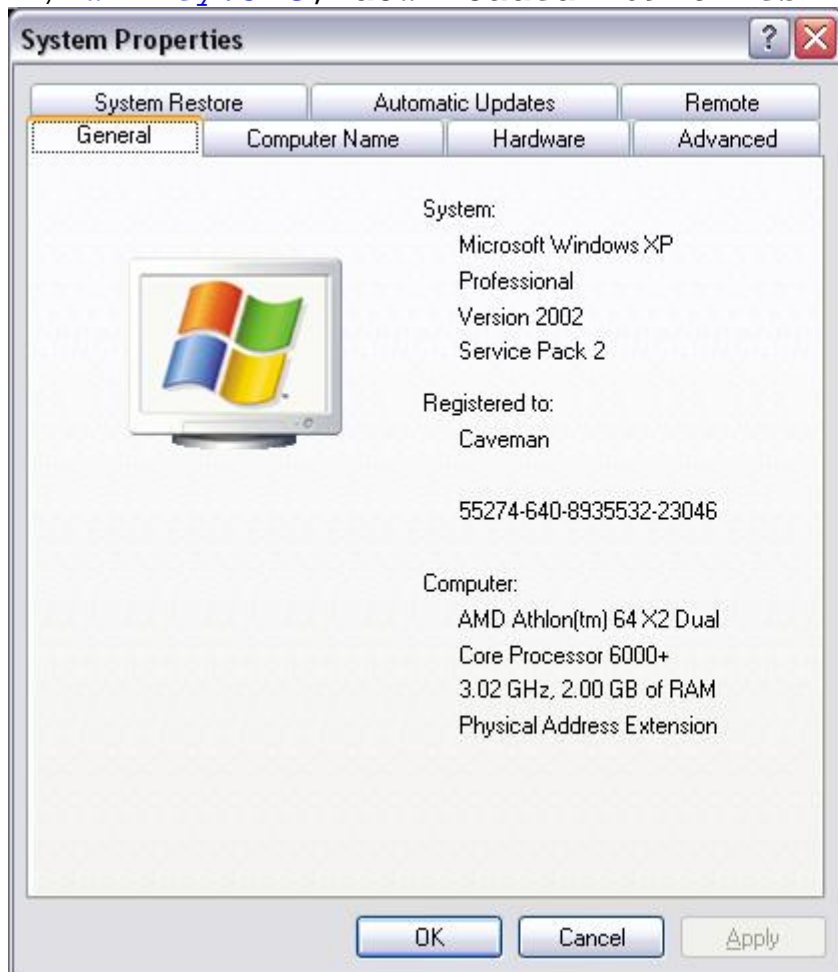 System Properties
System Restore Automatic Updates Remote
General Computer Name Hardware Advanced
System:
Microsoft Windows XP
Professional
Version 2002
Service Pack 2
Registered to:
Caveman
55274-640-8935532-23046
Computer:
AMD Athlon(tm) 64 X2 Dual
Core Processor 6000+
3.02 GHz, 2.00 GB of RAM
Physical Address Extension
OK Cancel Apply